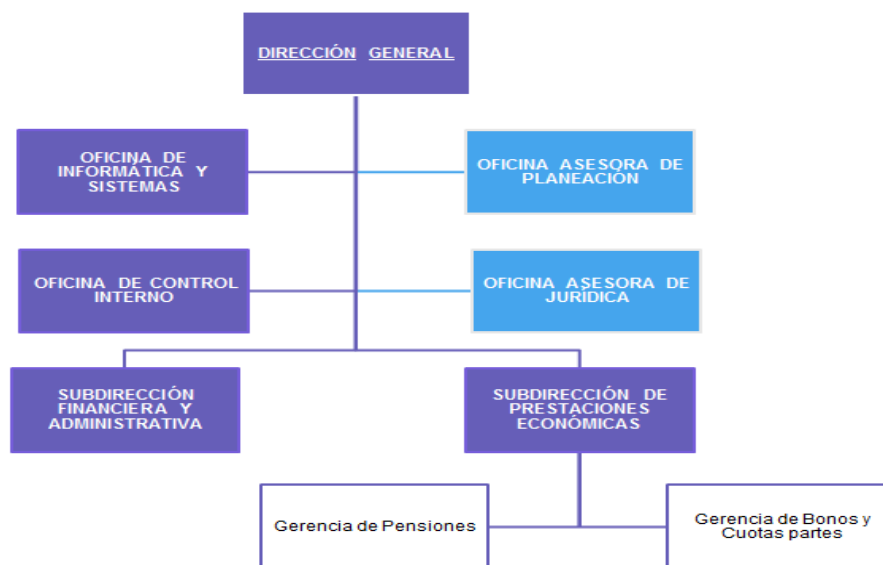 DIRECCIÓN GENERAL
OFICINA DE
INFORMÁTICA Y
SISTEMAS
OFICINA ASESORA DE
PLANEACIÓN
OFICINA DE CONTROL
INTERNO
OFICINA ASESORA DE
JURÍDICA
SUBDIRECCIÓN
FINANCIERA Y
ADMINISTRATIVA
SUBDIRECCIÓN DE
PRESTACIONES
ECONÓMICAS
Gerencia de Pensiones
Gerencia de Bonos y
Cuotas partes